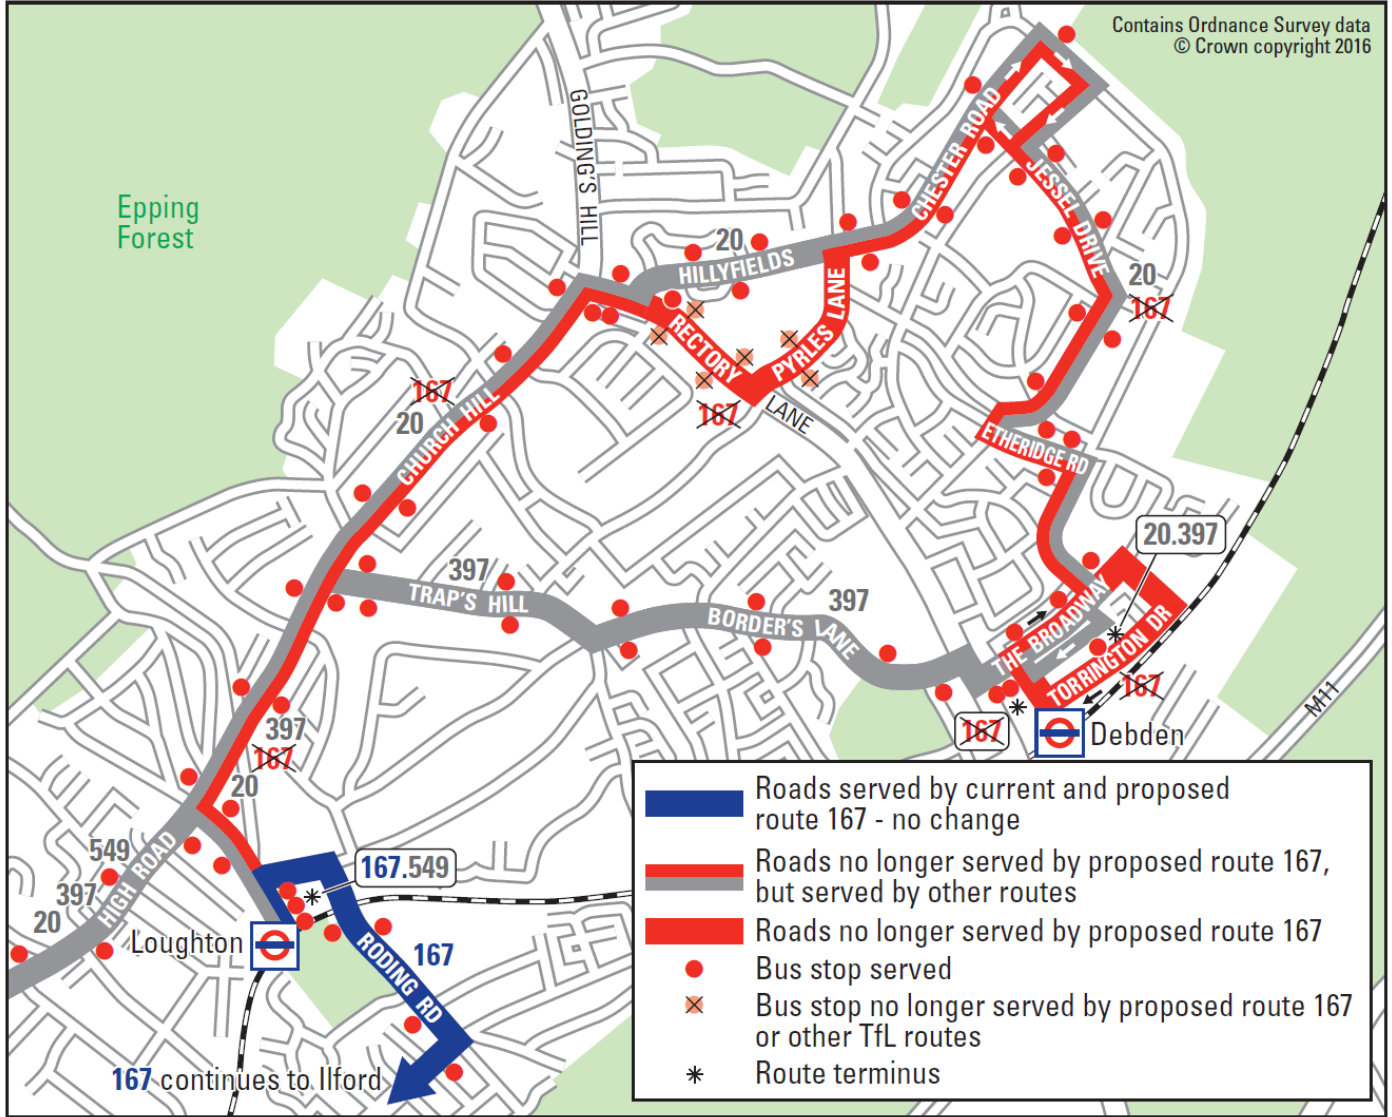 Contains Ordnance Survey data
© Crown copyright 2016
Epping
Forest
GOLDING'S HILL
CHESTER ROAD
JESSEL DRIVE
20
HILLYFIELDS
PYRLES LANE
RECTORY
LANE
167
20
167
167
20
CHURCH HILL
ETHERIDGE RD
20.397
397
TRAP'S HILL
BORDER'S LANE
397
THE BROADWAY
TORRINGTON DR
167
167
Debden
M11
397
167
20
549
397
20
HIGH ROAD
167.549
Loughton
RODING RD
167
167 continues to Ilford
Roads served by current and proposed
route 167 - no change
Roads no longer served by proposed route 167,
but served by other routes
Roads no longer served by proposed route 167
Bus stop served
Bus stop no longer served by proposed route 167
or other TfL routes
Route terminus